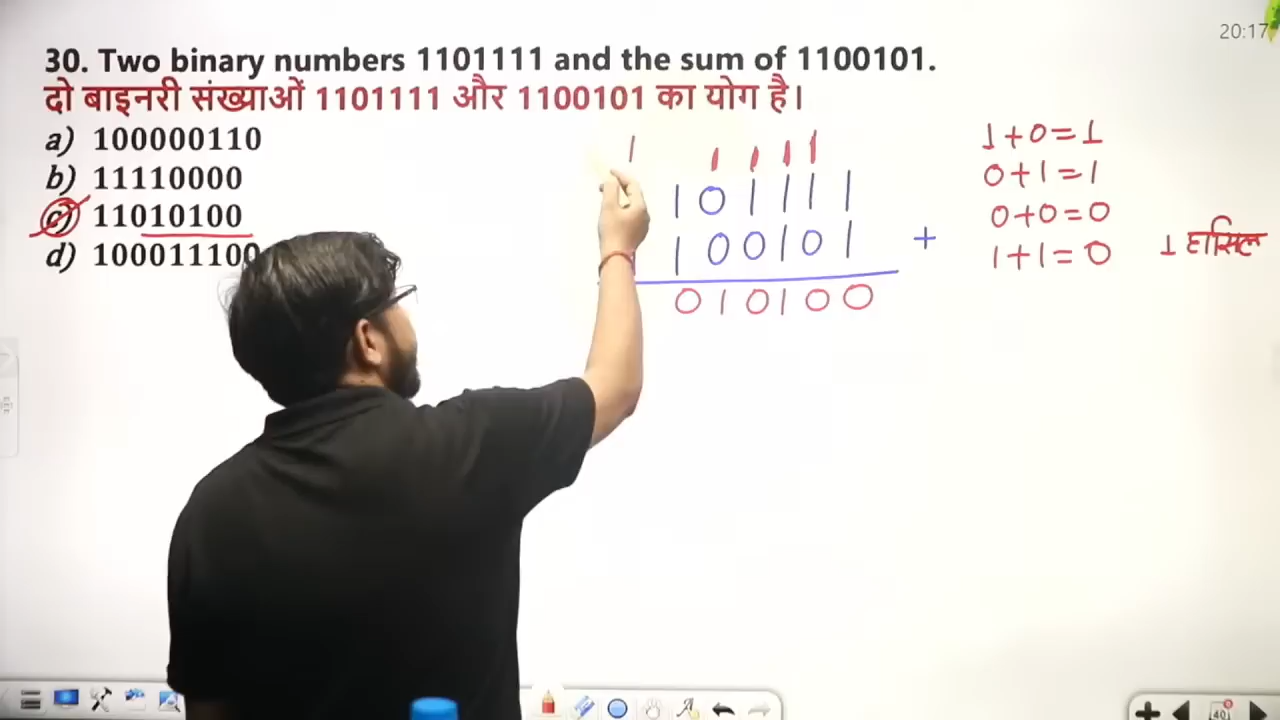 20:17
30. Two binary numbers 1101111 and the sum of 1100101.
दो बाइनरी संख्याओं 1101111 और 1100101 का योग है।
a) 100000110
b) 11110000
c) 11010100
d) 100011100
1 1 1 1 1
1 0 1 1 1 1
1 0 0 1 0 1 +
0 1 0 1 0 0
1+0=1
0+1=1
0+0=0
1+1=0 1 हासिल
40